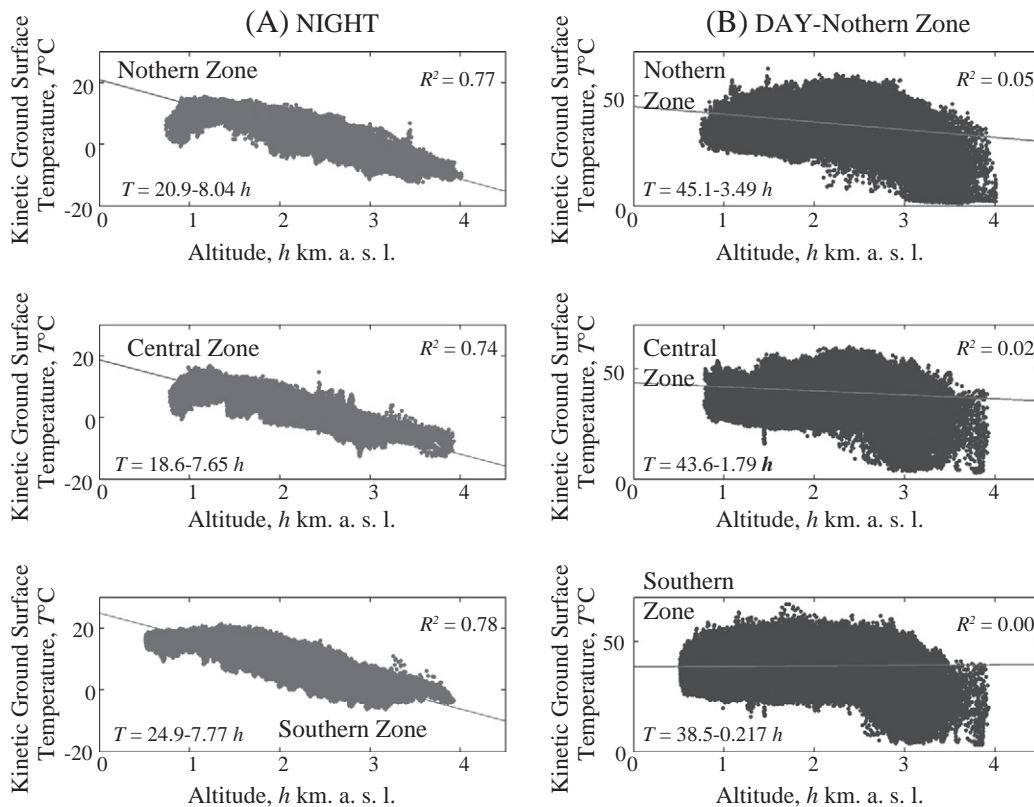 (A) NIGHT
Kinetic Ground Surface
Temperature, T°C
20
0
-20
Nothern Zone
R² = 0.77
T = 20.9-8.04 h
0 1 2 3 4
Altitude, h km. a. s. l.
Kinetic Ground Surface
Temperature, T°C
20
0
-20
Central Zone
R² = 0.74
T = 18.6-7.65 h
0 1 2 3 4
Altitude, h km. a. s. l.
Kinetic Ground Surface
Temperature, T°C
20
0
-20
R² = 0.78
T = 24.9-7.77 h
Southern Zone
0 1 2 3 4
Altitude, h km. a. s. l.
(B) DAY-Nothern Zone
Kinetic Ground Surface
Temperature, T°C
50
0
Nothern
Zone
R² = 0.05
T = 45.1-3.49 h
0 1 2 3 4
Altitude, h km. a. s. l.
Kinetic Ground Surface
Temperature, T°C
50
0
Central
Zone
R² = 0.02
T = 43.6-1.79 h
0 1 2 3 4
Altitude, h km. a. s. l.
Kinetic Ground Surface
Temperature, T°C
50
0
Southern
Zone
R² = 0.00
T = 38.5-0.217 h
0 1 2 3 4
Altitude, h km. a. s. l.